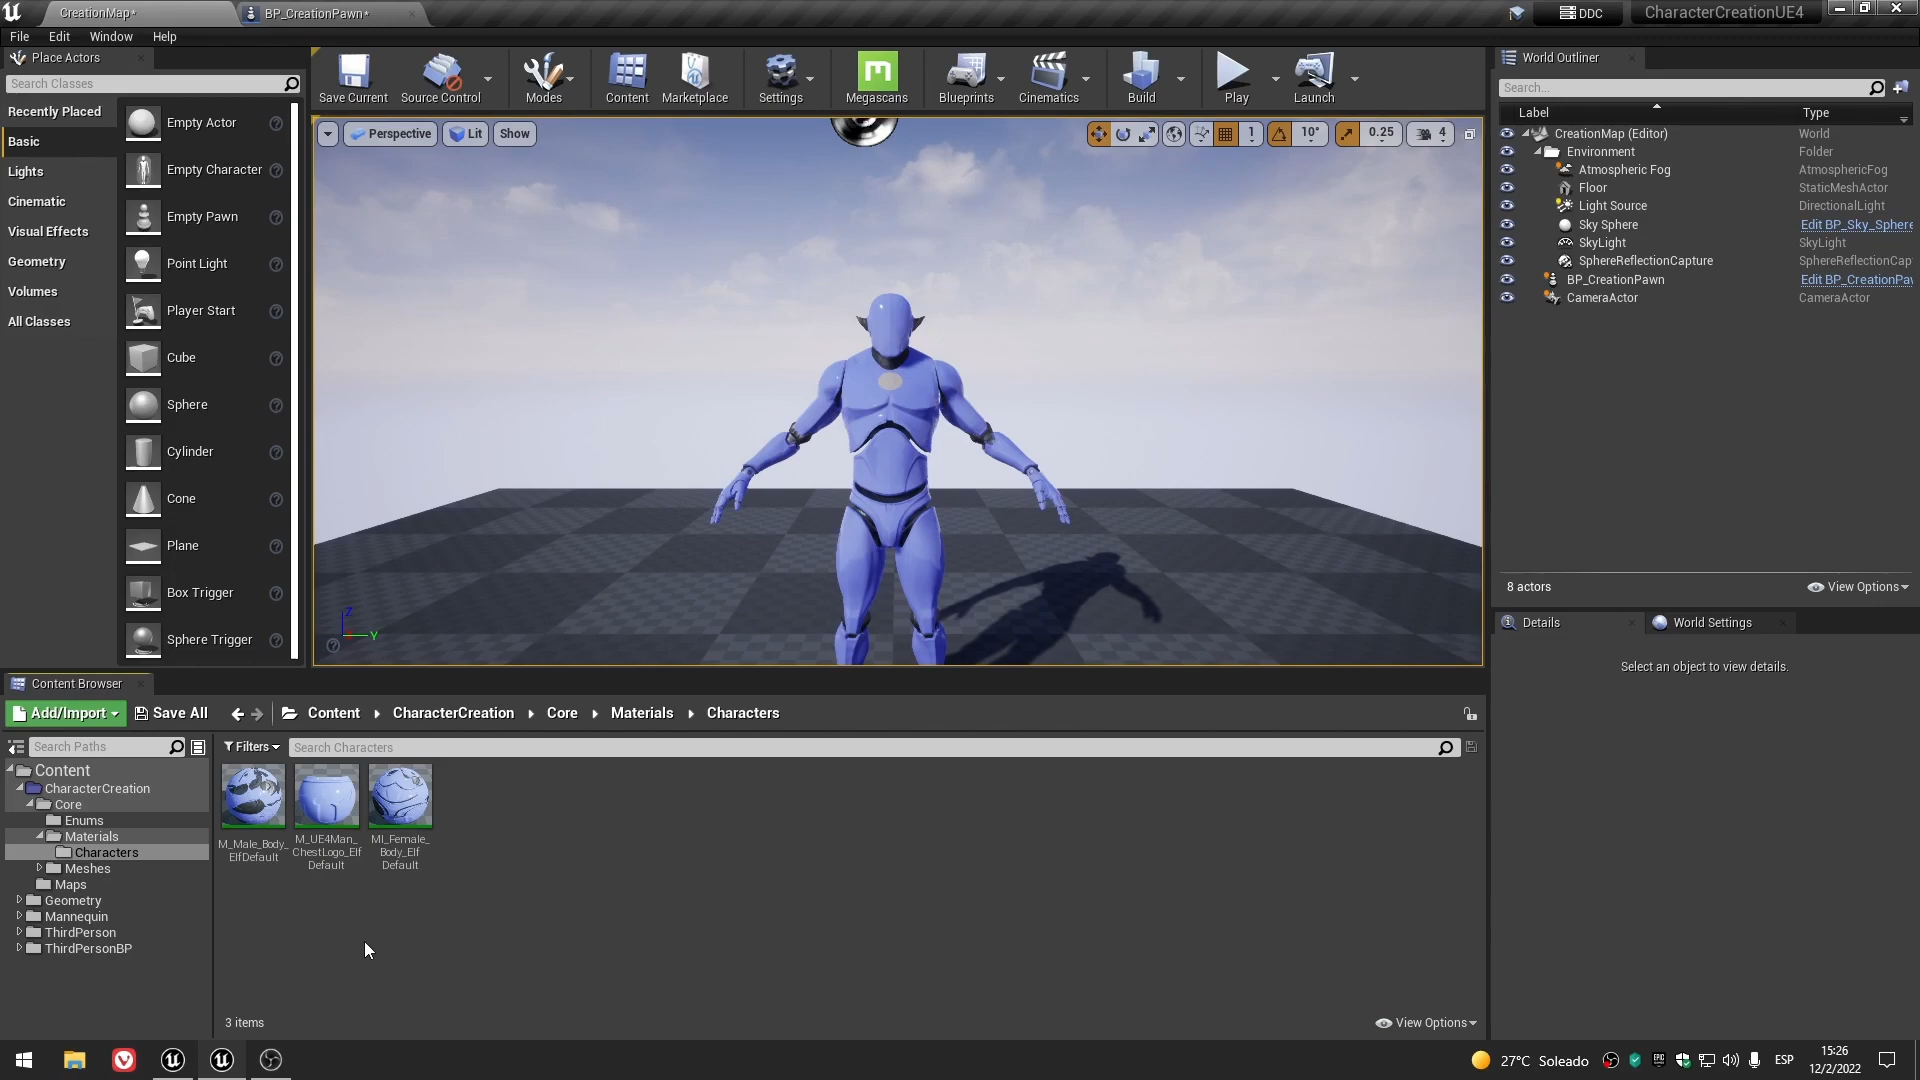 CreationMap*
BP_CreationPawn*
DDC
CharacterCreationUE4
File Edit Window Help
Place Actors
Search Classes
Recently Placed
Basic
Lights
Cinematic
Visual Effects
Geometry
Volumes
All Classes
Empty Actor
Empty Character
Empty Pawn
Point Light
Player Start
Cube
Sphere
Cylinder
Cone
Plane
Box Trigger
Sphere Trigger
Save Current
Source Control
Modes
Content
Marketplace
Settings
Megascans
Blueprints
Cinematics
Build
Play
Launch
Perspective
Lit
Show
1
10°
0.25
4
Z
Y
World Outliner
Search...
Label Type
CreationMap (Editor) World
Environment Folder
Atmospheric Fog AtmosphericFog
Floor StaticMeshActor
Light Source DirectionalLight
Sky Sphere Edit BP_Sky_Sphere
SkyLight SkyLight
SphereReflectionCapture SphereReflectionCap
BP_CreationPawn Edit BP_CreationPaw
CameraActor CameraActor
8 actors View Options
Details
World Settings
Select an object to view details.
Content Browser
Add/Import Save All Content CharacterCreation Core Materials Characters
Search Paths
Filters
Search Characters
Content
CharacterCreation
Core
Enums
Materials
Characters
Meshes
Maps
Geometry
Mannequin
ThirdPerson
ThirdPersonBP
M_Male_Body_
ElfDefault
M_UE4Man_
ChestLogo_Elf
Default
MI_Female_
Body_Elf
Default
3 items View Options
27°C Soleado
EPIC
ESP
15:26
12/2/2022